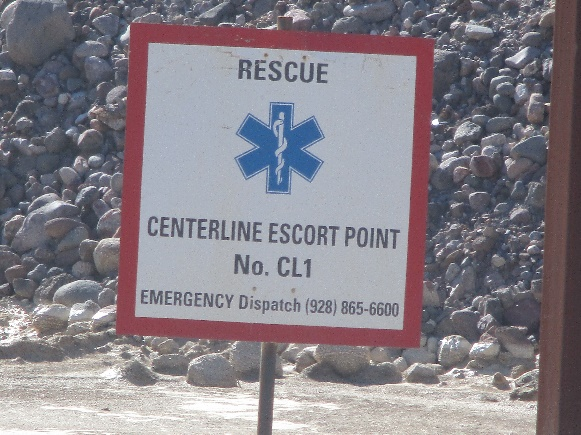 RESCUE
CENTERLINE ESCORT POINT
No. CL1
EMERGENCY Dispatch (928) 865-6600